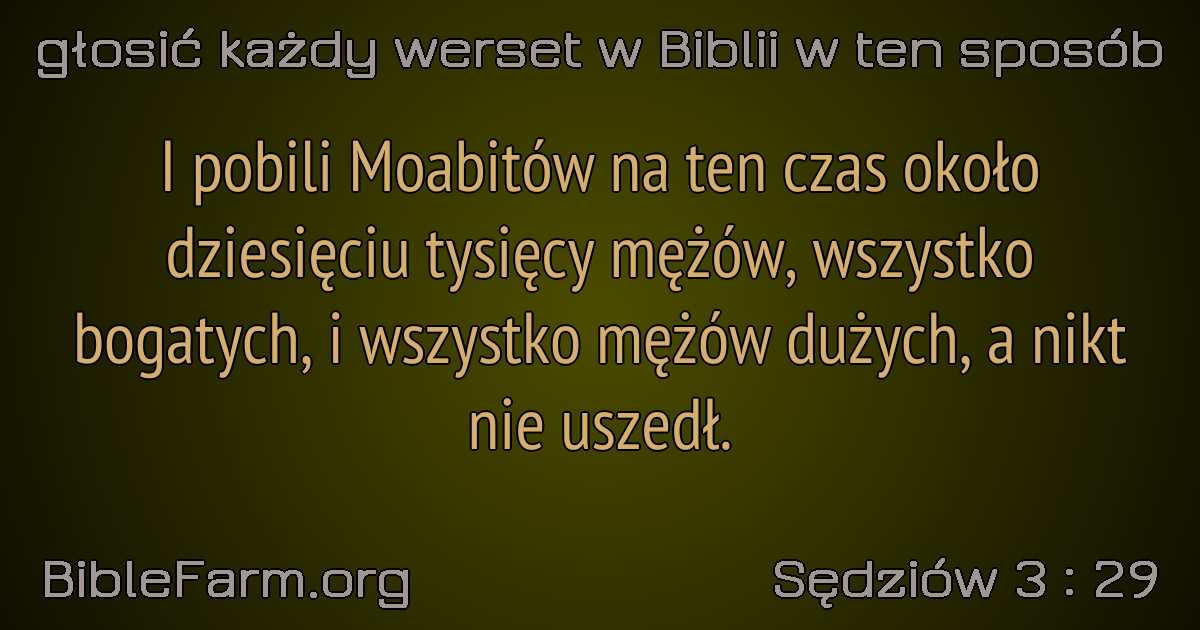 głosić każdy werset w Biblii w ten sposób
I pobili Moabitów na ten czas około
dziesięciu tysięcy mężów, wszystko
bogatych, i wszystko mężów dużych, a nikt
nie uszedł.
BibleFarm.org
Sędziów 3 : 29